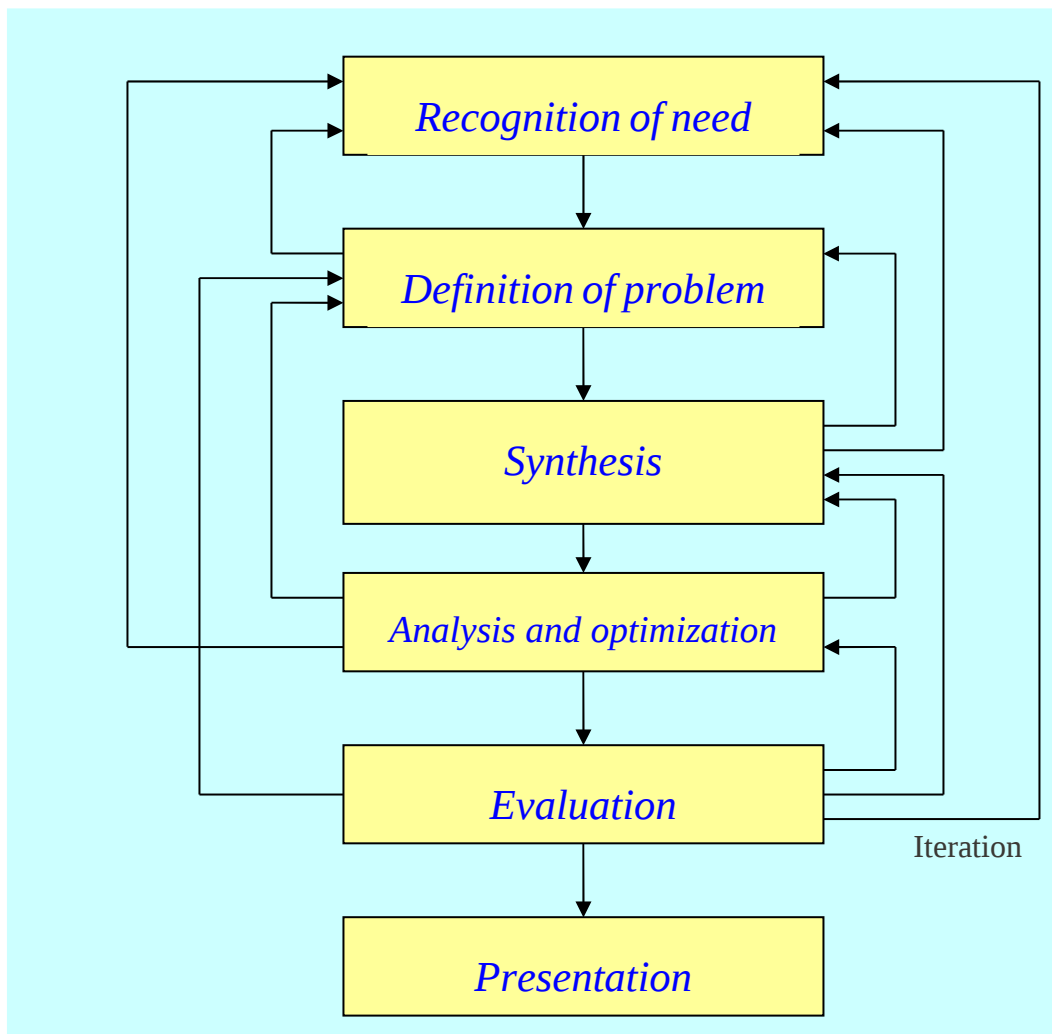 Recognition of need
Definition of problem
Synthesis
Analysis and optimization
Evaluation
Iteration
Presentation